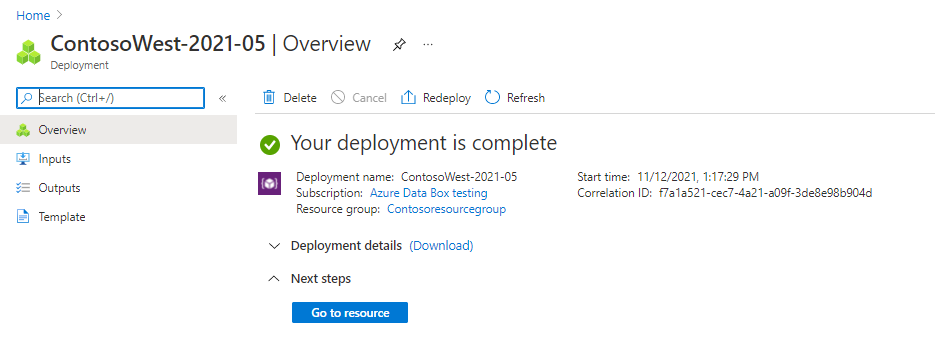 Home
ContosoWest-2021-05 | Overview
Deployment
Search (Ctrl+/)
Delete Cancel Redeploy Refresh
Overview
Inputs
Outputs
Template
Your deployment is complete
Deployment name: ContosoWest-2021-05 Start time: 11/12/2021, 1:17:29 PM
Subscription: Azure Data Box testing Correlation ID: f7a1a521-cec7-4a21-a09f-3de8e98b904d
Resource group: Contosoresourcegroup
Deployment details (Download)
Next steps
Go to resource